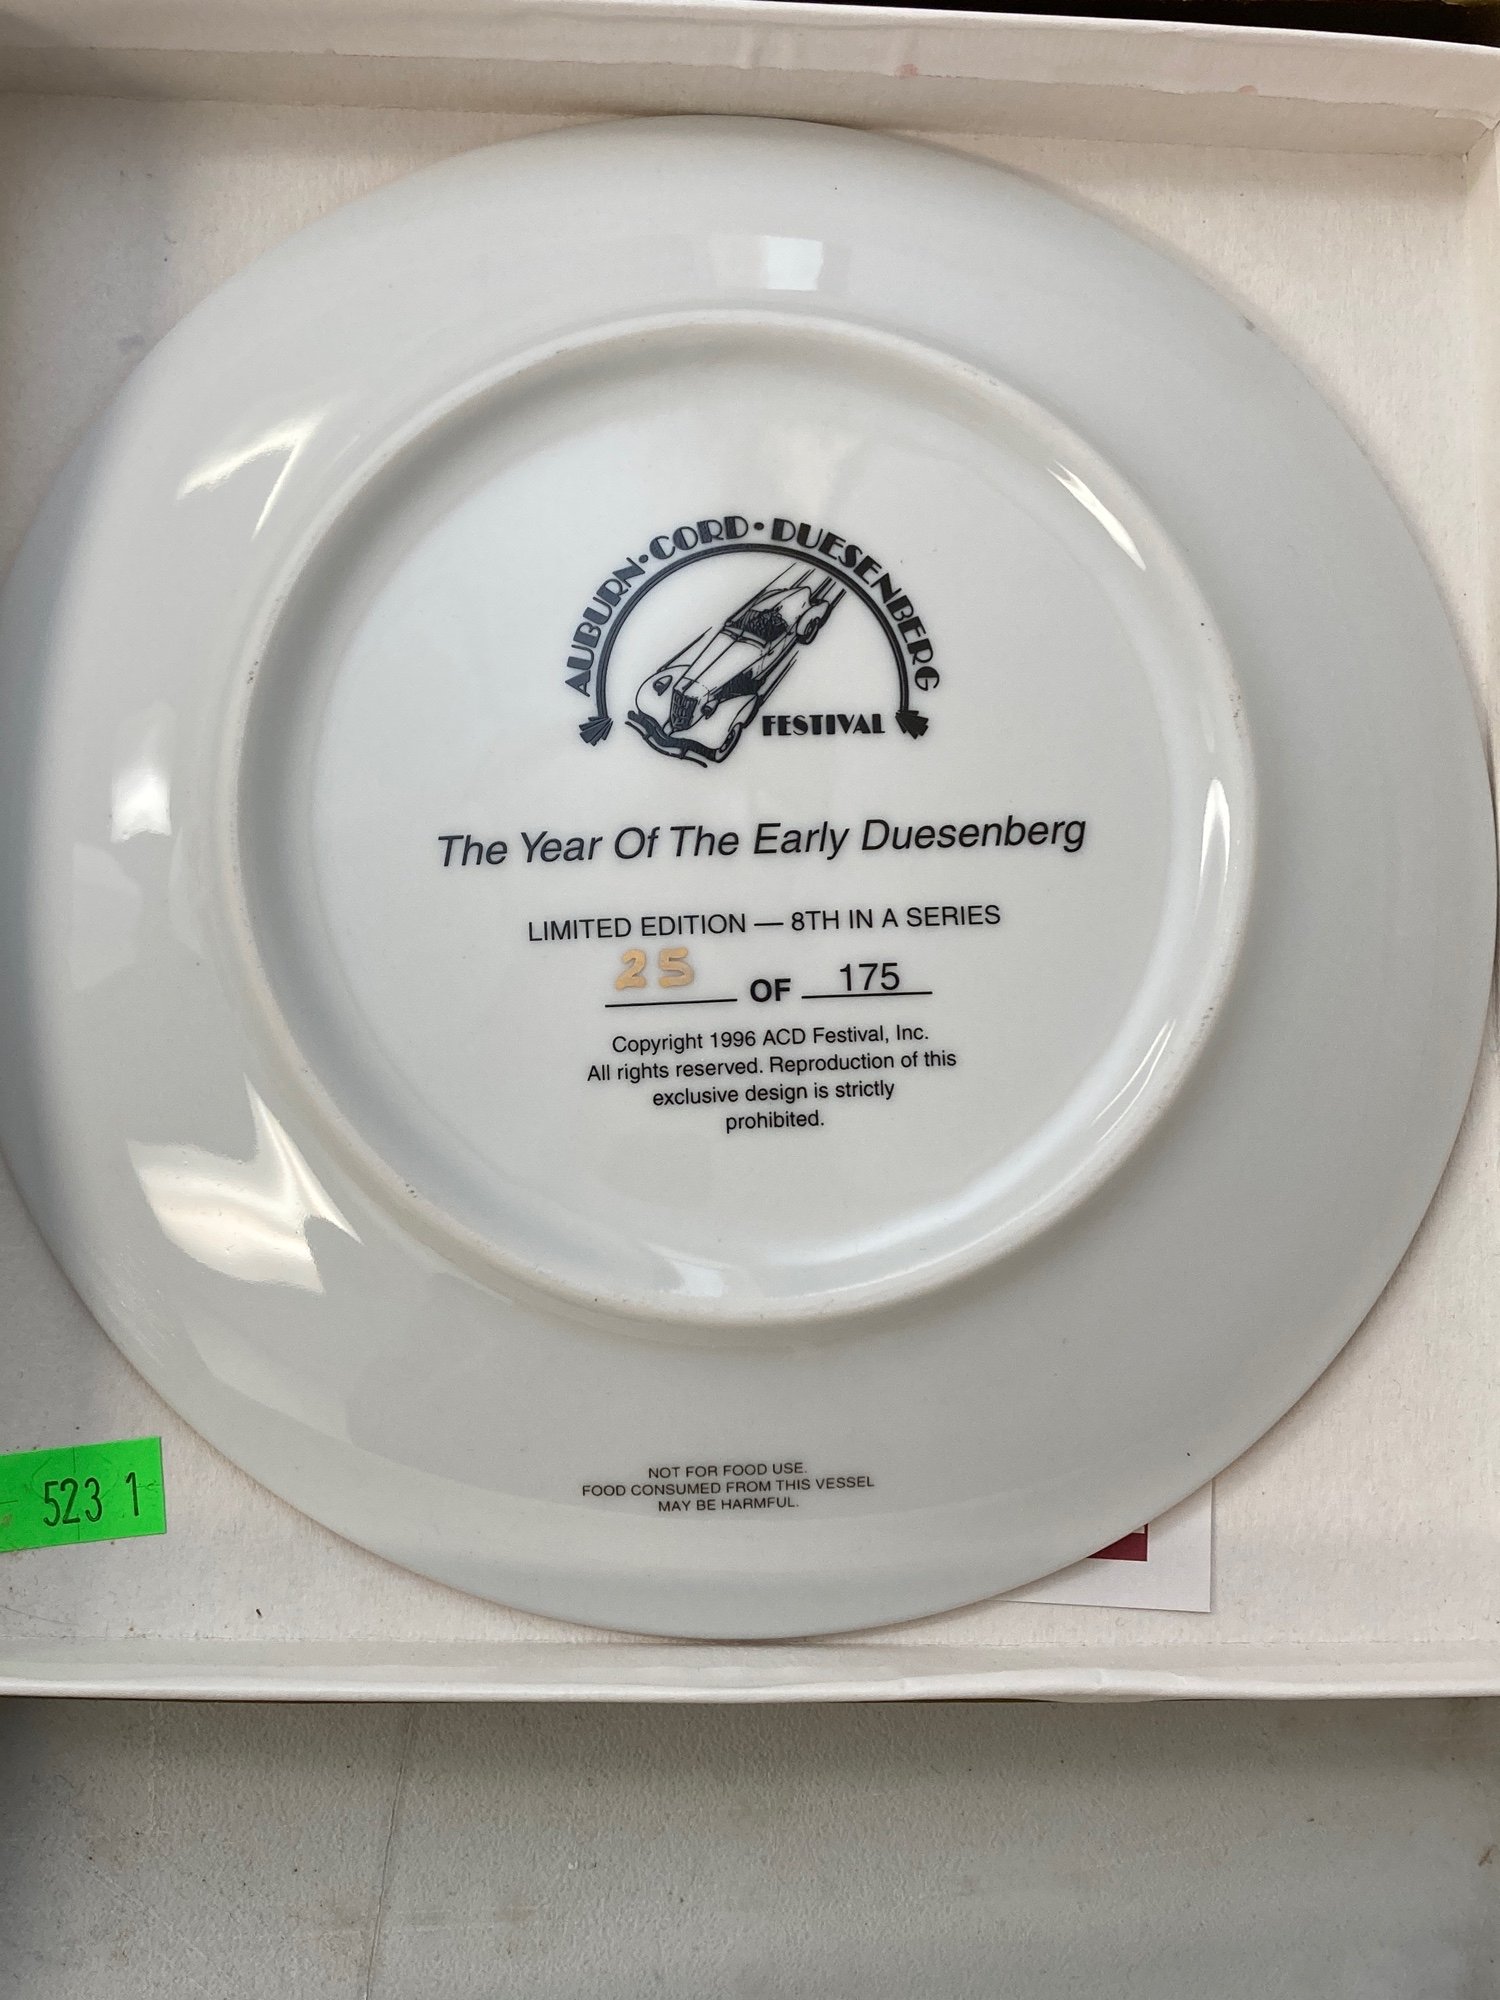 AUBURN·CORD·DUESENBERG
FESTIVAL
The Year Of The Early Duesenberg
LIMITED EDITION — 8TH IN A SERIES
25 OF 175
Copyright 1996 ACD Festival, Inc.
All rights reserved. Reproduction of this
exclusive design is strictly
prohibited.
NOT FOR FOOD USE.
FOOD CONSUMED FROM THIS VESSEL
MAY BE HARMFUL.
523 1